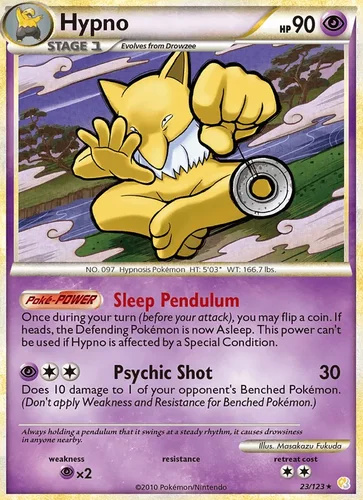 Hypno
HP 90
STAGE 1
Evolves from Drowzee
NO. 097 Hypnosis Pokémon HT: 5'03" WT: 166.7 lbs.
Poké-POWER Sleep Pendulum
Once during your turn (before your attack), you may flip a coin. If
heads, the Defending Pokémon is now Asleep. This power can't
be used if Hypno is affected by a Special Condition.
Psychic Shot 30
Does 10 damage to 1 of your opponent's Benched Pokémon.
(Don't apply Weakness and Resistance for Benched Pokémon.)
Always holding a pendulum that swings at a steady rhythm, it causes drowsiness
in anyone nearby.
Illus. Masakazu Fukuda
weakness resistance retreat cost
×2
©2010 Pokémon/Nintendo
23/123 ★